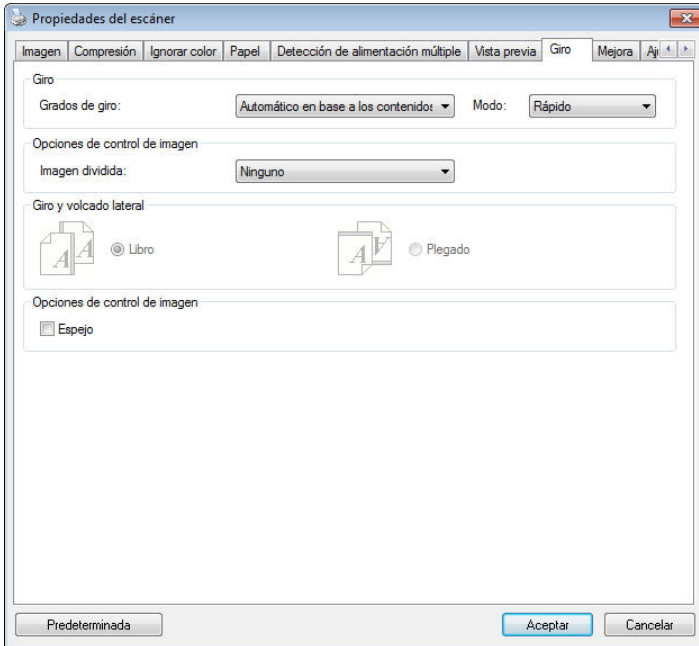 Propiedades del escáner
Imagen Compresión Ignorar color Papel Detección de alimentación múltiple Vista previa Giro Mejora
Giro
Grados de giro: Automático en base a los Modo: Rápido
Opciones de control de imagen
Imagen dividida: Ninguno
Giro y volcado lateral
A A Libro A A Plegado
Opciones de control de imagen
Espejo
Predeterminada Aceptar Cancelar